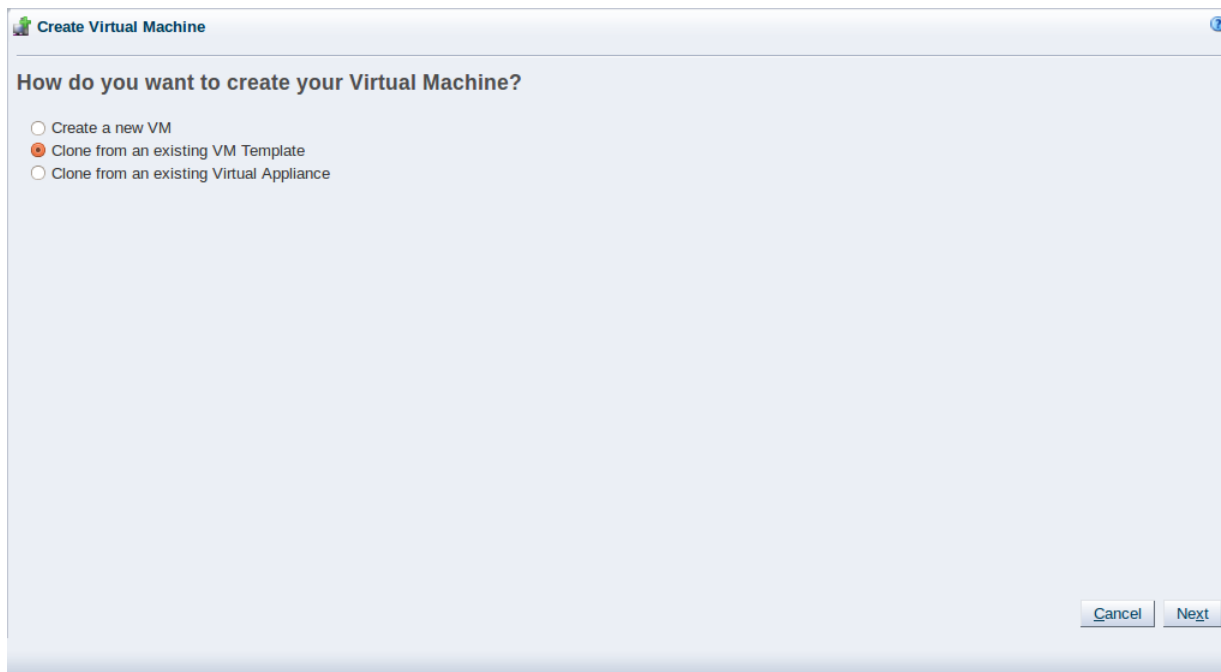 Create Virtual Machine
How do you want to create your Virtual Machine?
Create a new VM
Clone from an existing VM Template
Clone from an existing Virtual Appliance
Cancel Next